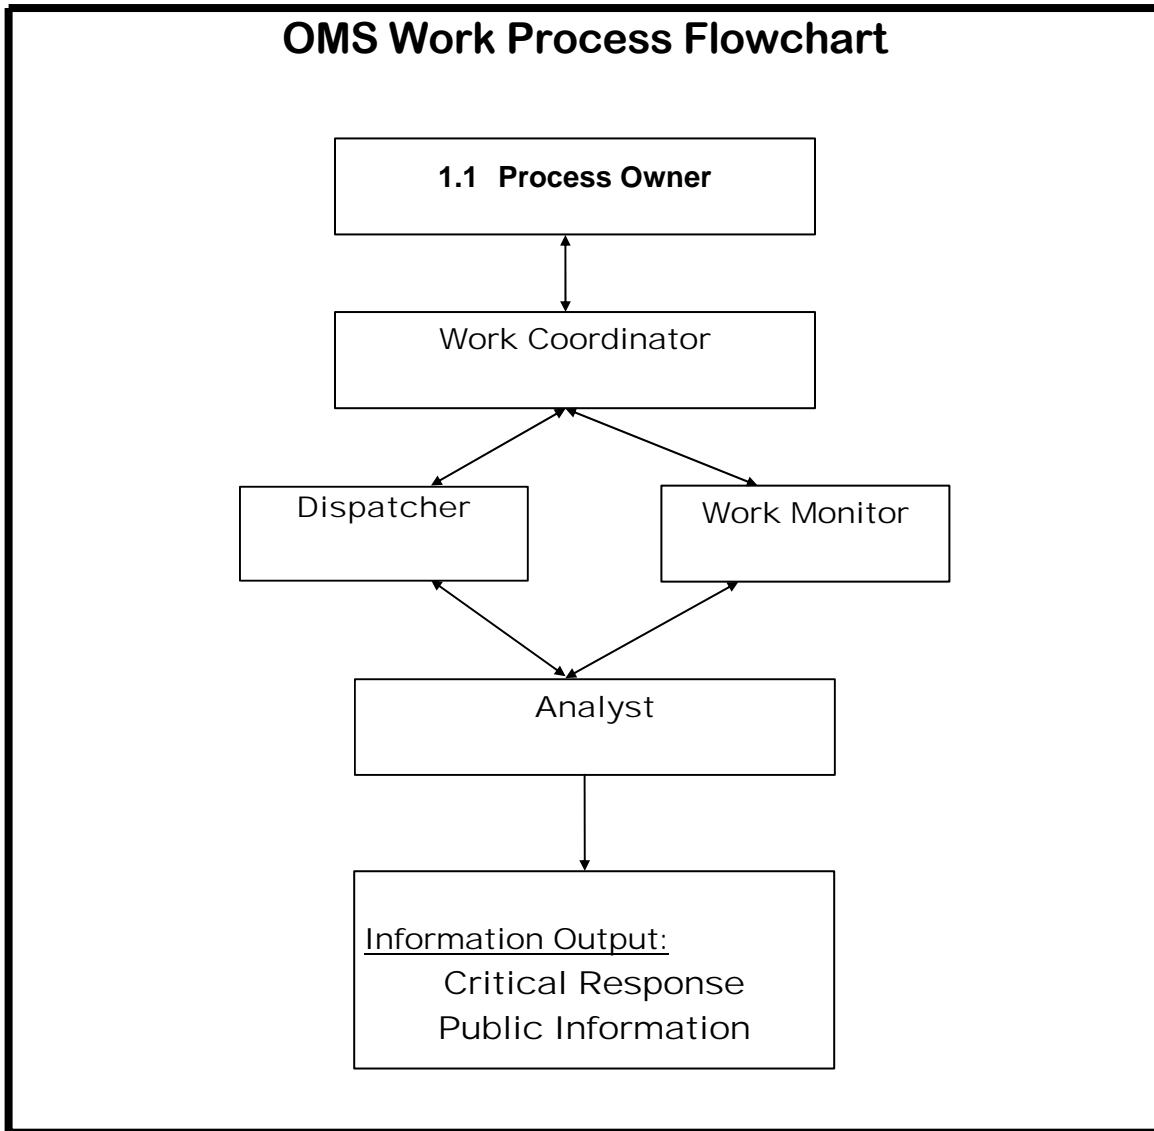 OMS Work Process Flowchart
1.1 Process Owner
Work Coordinator
Dispatcher
Work Monitor
Analyst
Information Output:
Critical Response
Public Information